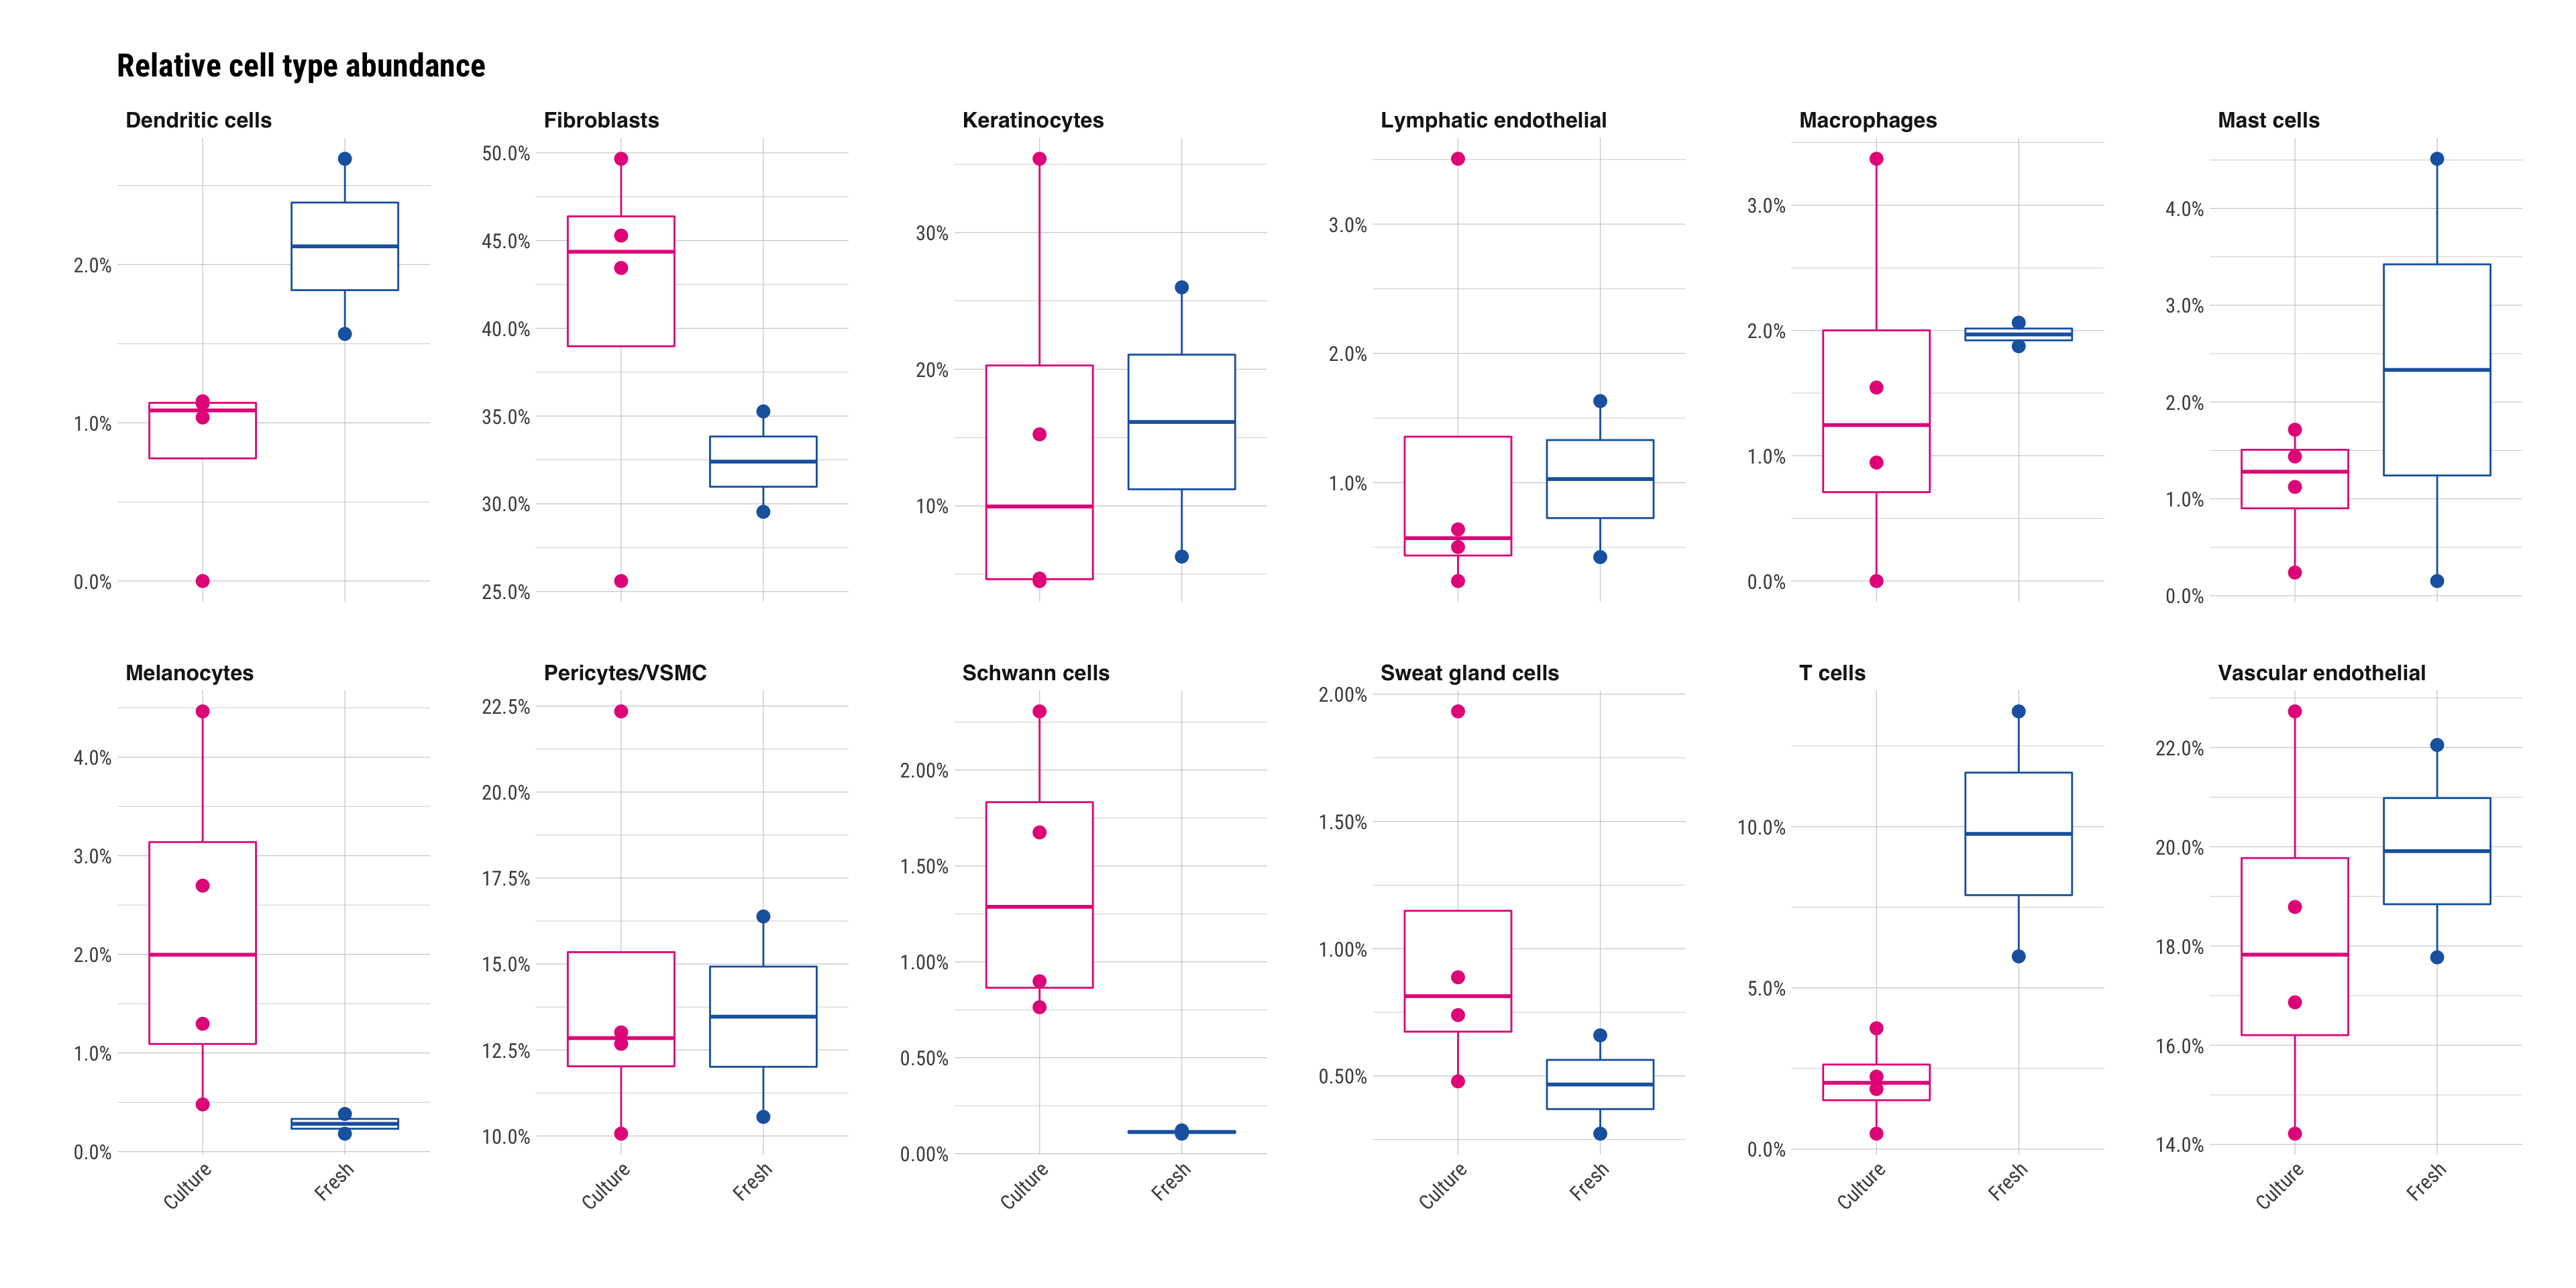 Relative cell type abundance
Dendritic cells
Fibroblasts
Keratinocytes
Lymphatic endothelial
Macrophages
Mast cells
2.0%
1.0%
0.0%
50.0%
45.0%
40.0%
35.0%
30.0%
25.0%
30%
20%
10%
3.0%
2.0%
1.0%
3.0%
2.0%
1.0%
0.0%
4.0%
3.0%
2.0%
1.0%
0.0%
Melanocytes
Pericytes/VSMC
Schwann cells
Sweat gland cells
T cells
Vascular endothelial
4.0%
3.0%
2.0%
1.0%
0.0%
22.5%
20.0%
17.5%
15.0%
12.5%
10.0%
2.00%
1.50%
1.00%
0.50%
0.00%
2.00%
1.50%
1.00%
0.50%
10.0%
5.0%
0.0%
22.0%
20.0%
18.0%
16.0%
14.0%
Culture
Fresh
Culture
Fresh
Culture
Fresh
Culture
Fresh
Culture
Fresh
Culture
Fresh